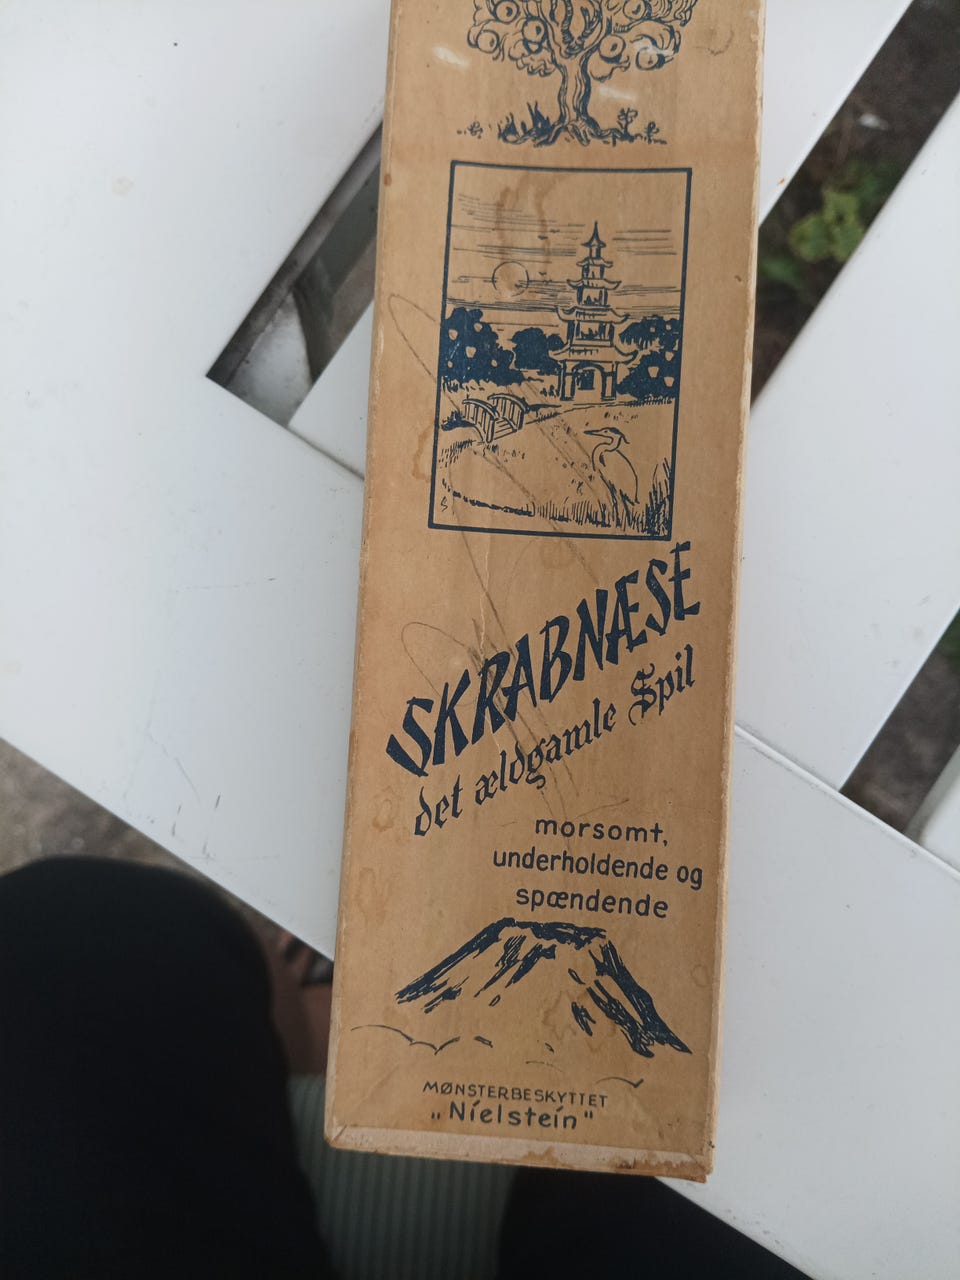 SKRABNÆSE
det ældgamle Spil
morsomt,
underholdende og
spændende
MØNSTERBESKYTTET
„Nielstein"